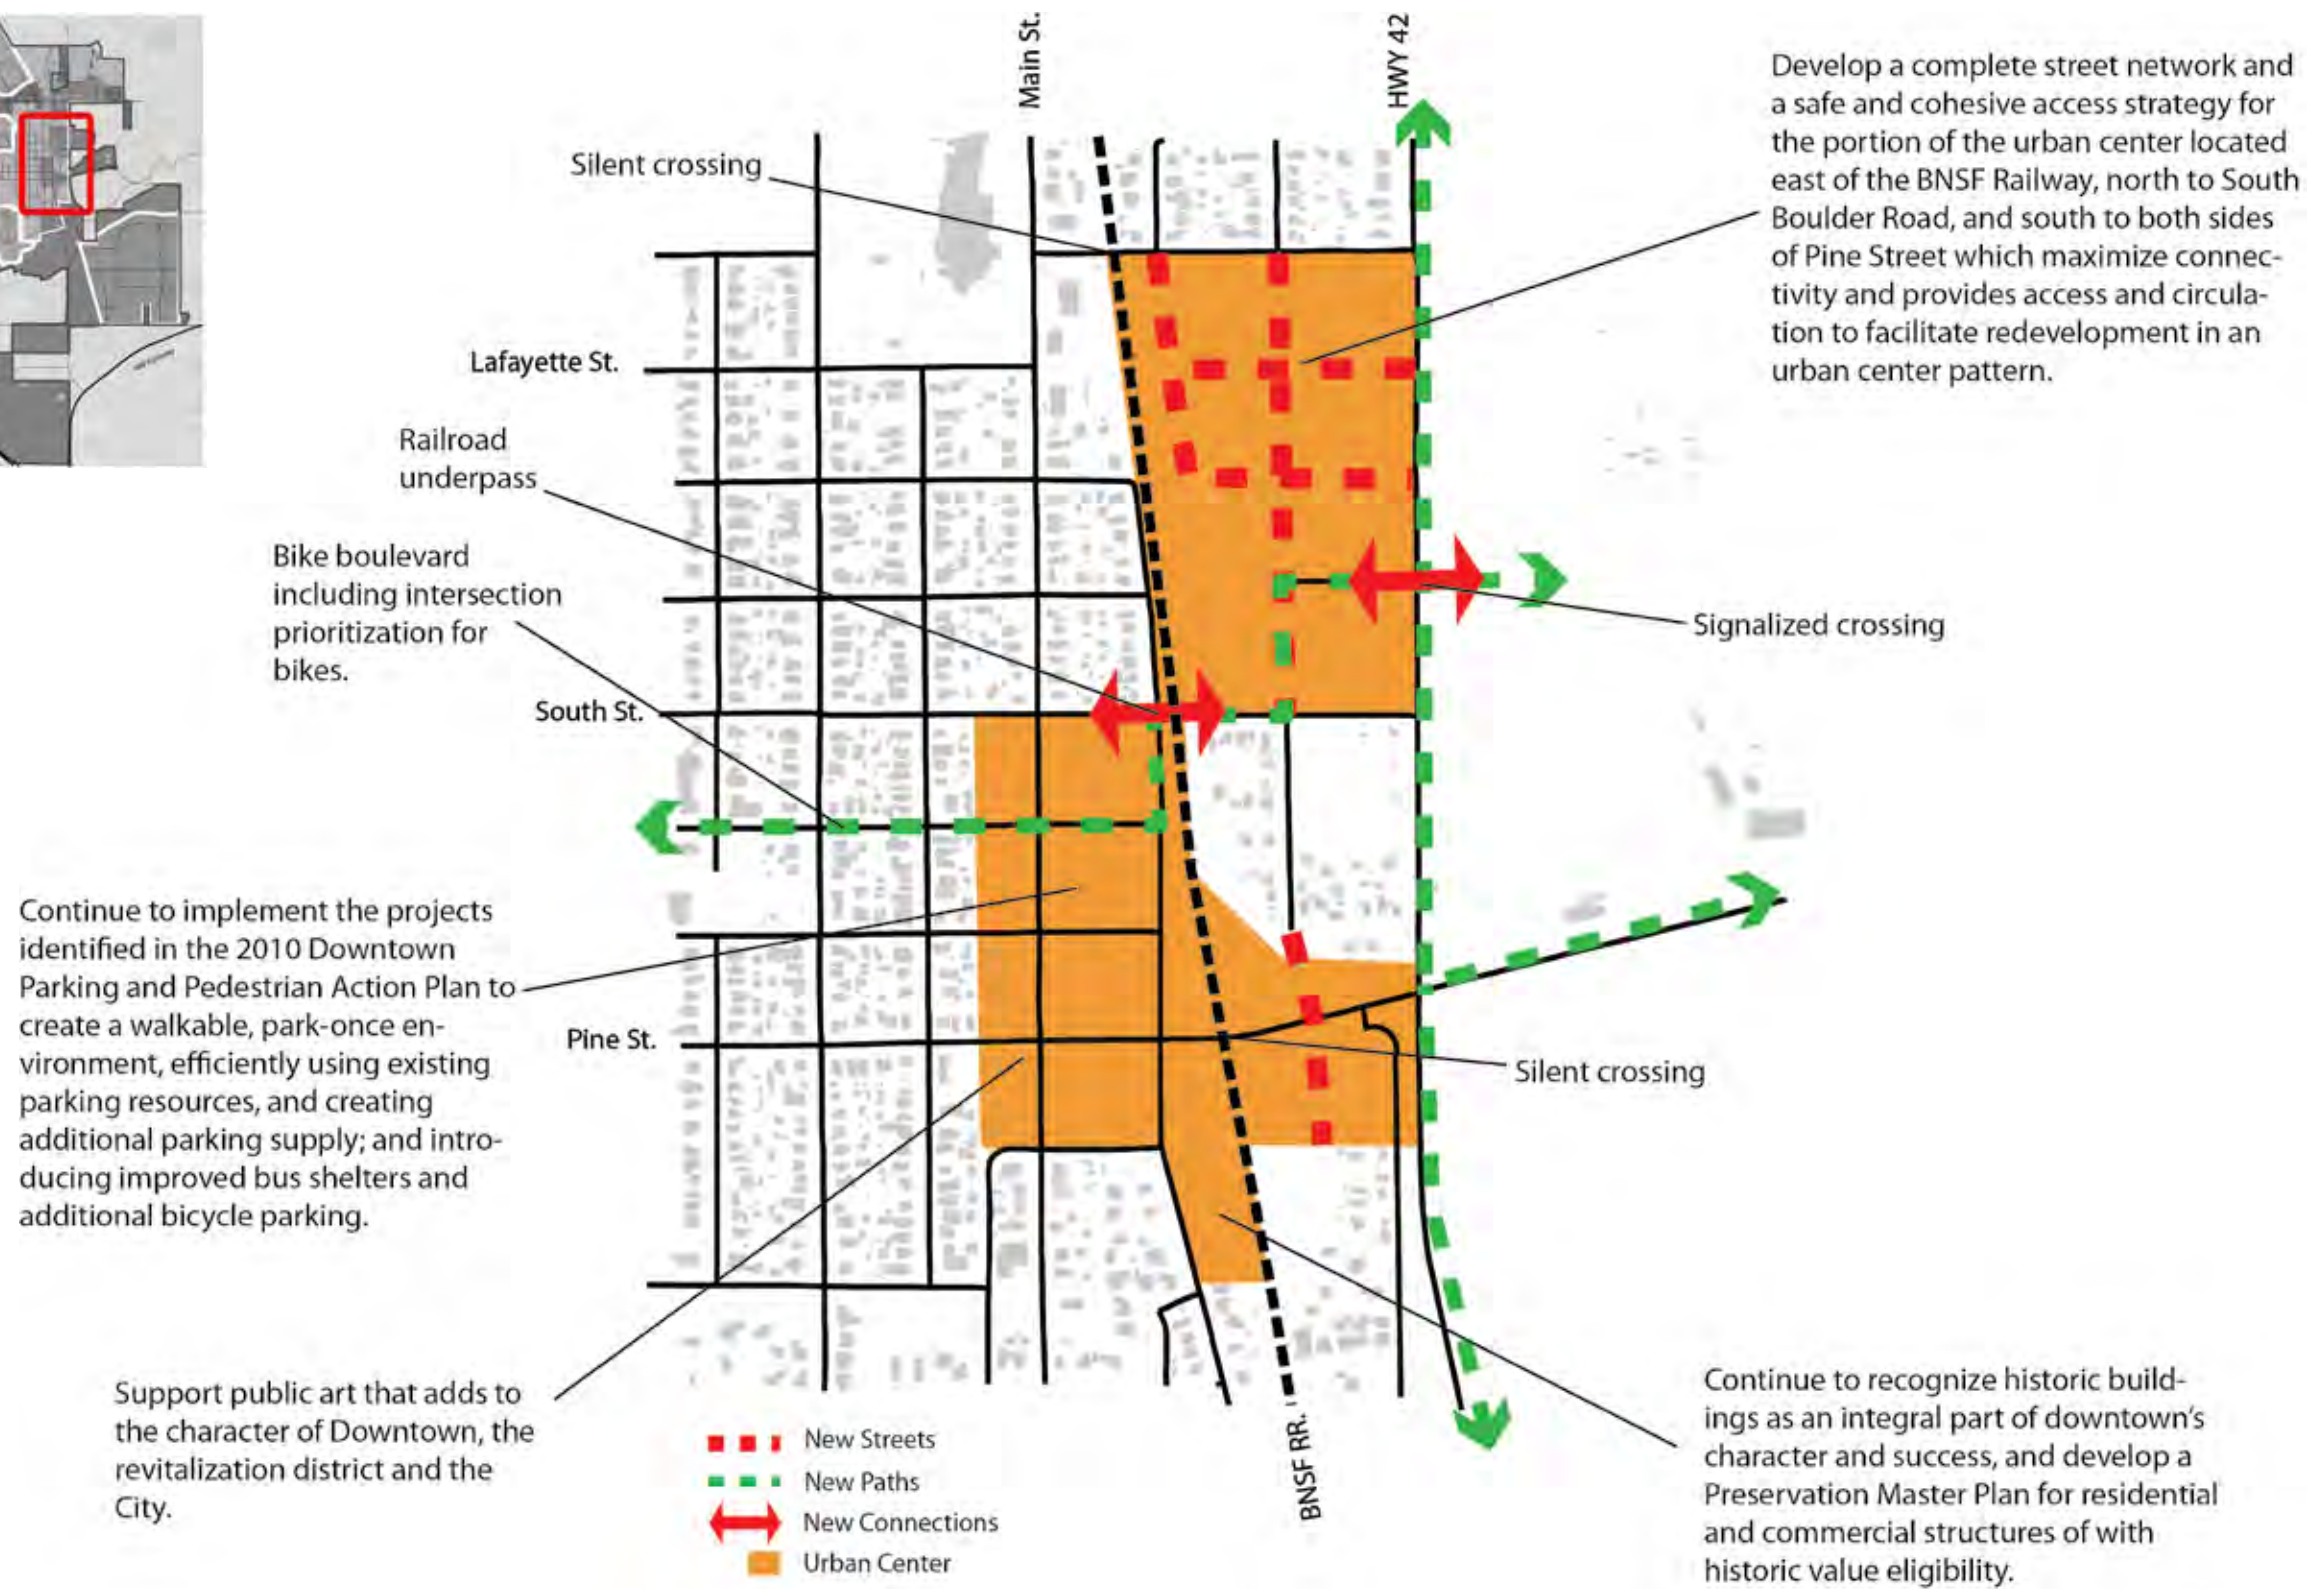 Main St.
HWY 42
Develop a complete street network and
a safe and cohesive access strategy for
the portion of the urban center located
east of the BNSF Railway, north to South
Boulder Road, and south to both sides
of Pine Street which maximize connec-
tivity and provides access and circula-
tion to facilitate redevelopment in an
urban center pattern.
Silent crossing
Lafayette St.
Railroad
underpass
Bike boulevard
including intersection
prioritization for
bikes.
Signalized crossing
South St.
Continue to implement the projects
identified in the 2010 Downtown
Parking and Pedestrian Action Plan to
create a walkable, park-once en-
vironment, efficiently using existing
parking resources, and creating
additional parking supply; and intro-
ducing improved bus shelters and
additional bicycle parking.
Pine St.
Silent crossing
Support public art that adds to
the character of Downtown, the
revitalization district and the
City.
Continue to recognize historic build-
ings as an integral part of downtown's
character and success, and develop a
Preservation Master Plan for residential
and commercial structures of with
historic value eligibility.
BNSF RR.
New Streets
New Paths
New Connections
Urban Center